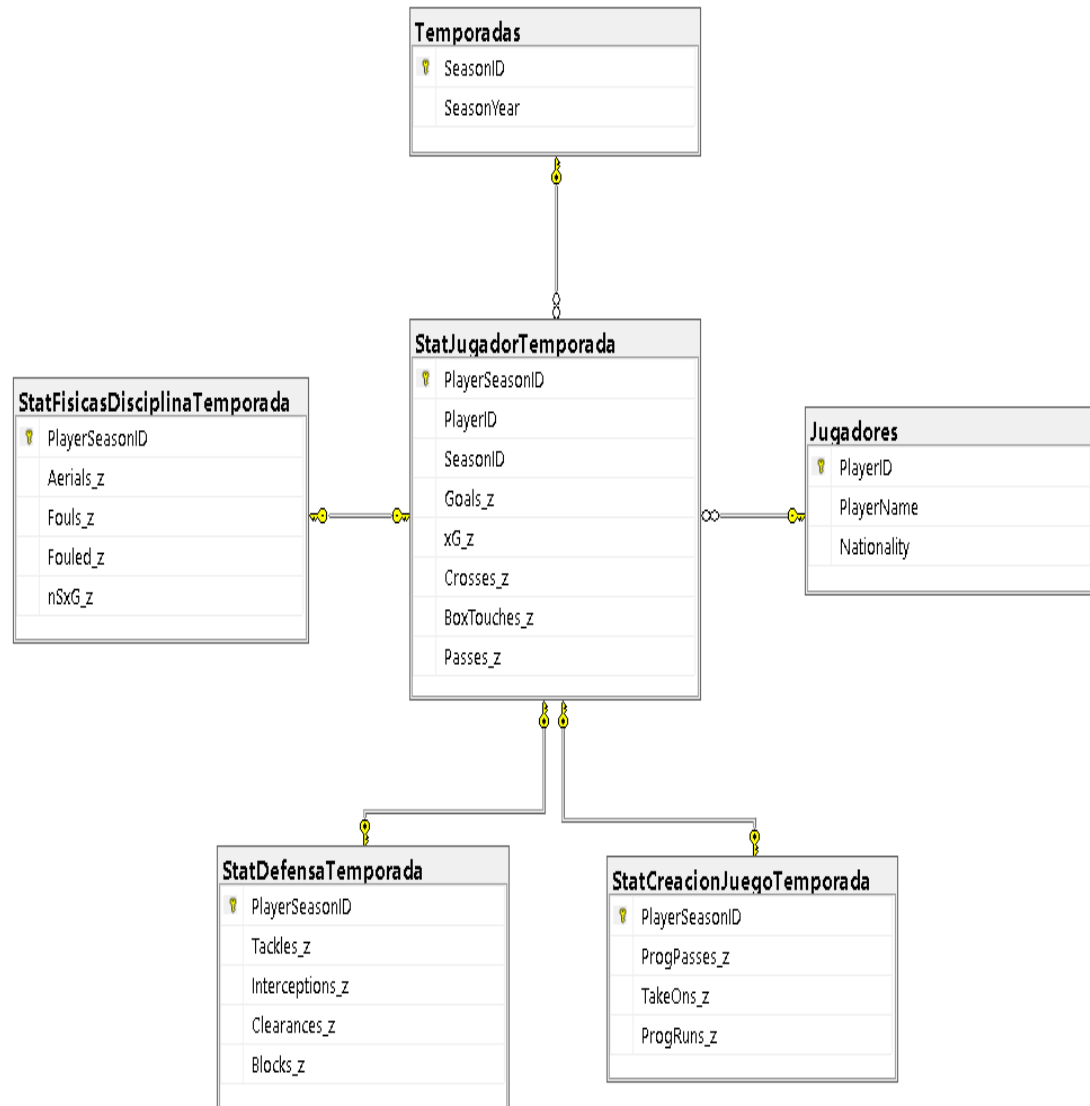 Temporadas
SeasonID
SeasonYear
StatJugadorTemporada
PlayerSeasonID
PlayerID
SeasonID
Goals_z
xG_z
Crosses_z
BoxTouches_z
Passes_z
StatFisicasDisciplinaTemporada
PlayerSeasonID
Aerials_z
Fouls_z
Fouled_z
nSxG_z
Jugadores
PlayerID
PlayerName
Nationality
StatDefensaTemporada
PlayerSeasonID
Tackles_z
Interceptions_z
Clearances_z
Blocks_z
StatCreacionJuegoTemporada
PlayerSeasonID
ProgPasses_z
TakeOns_z
ProgRuns_z